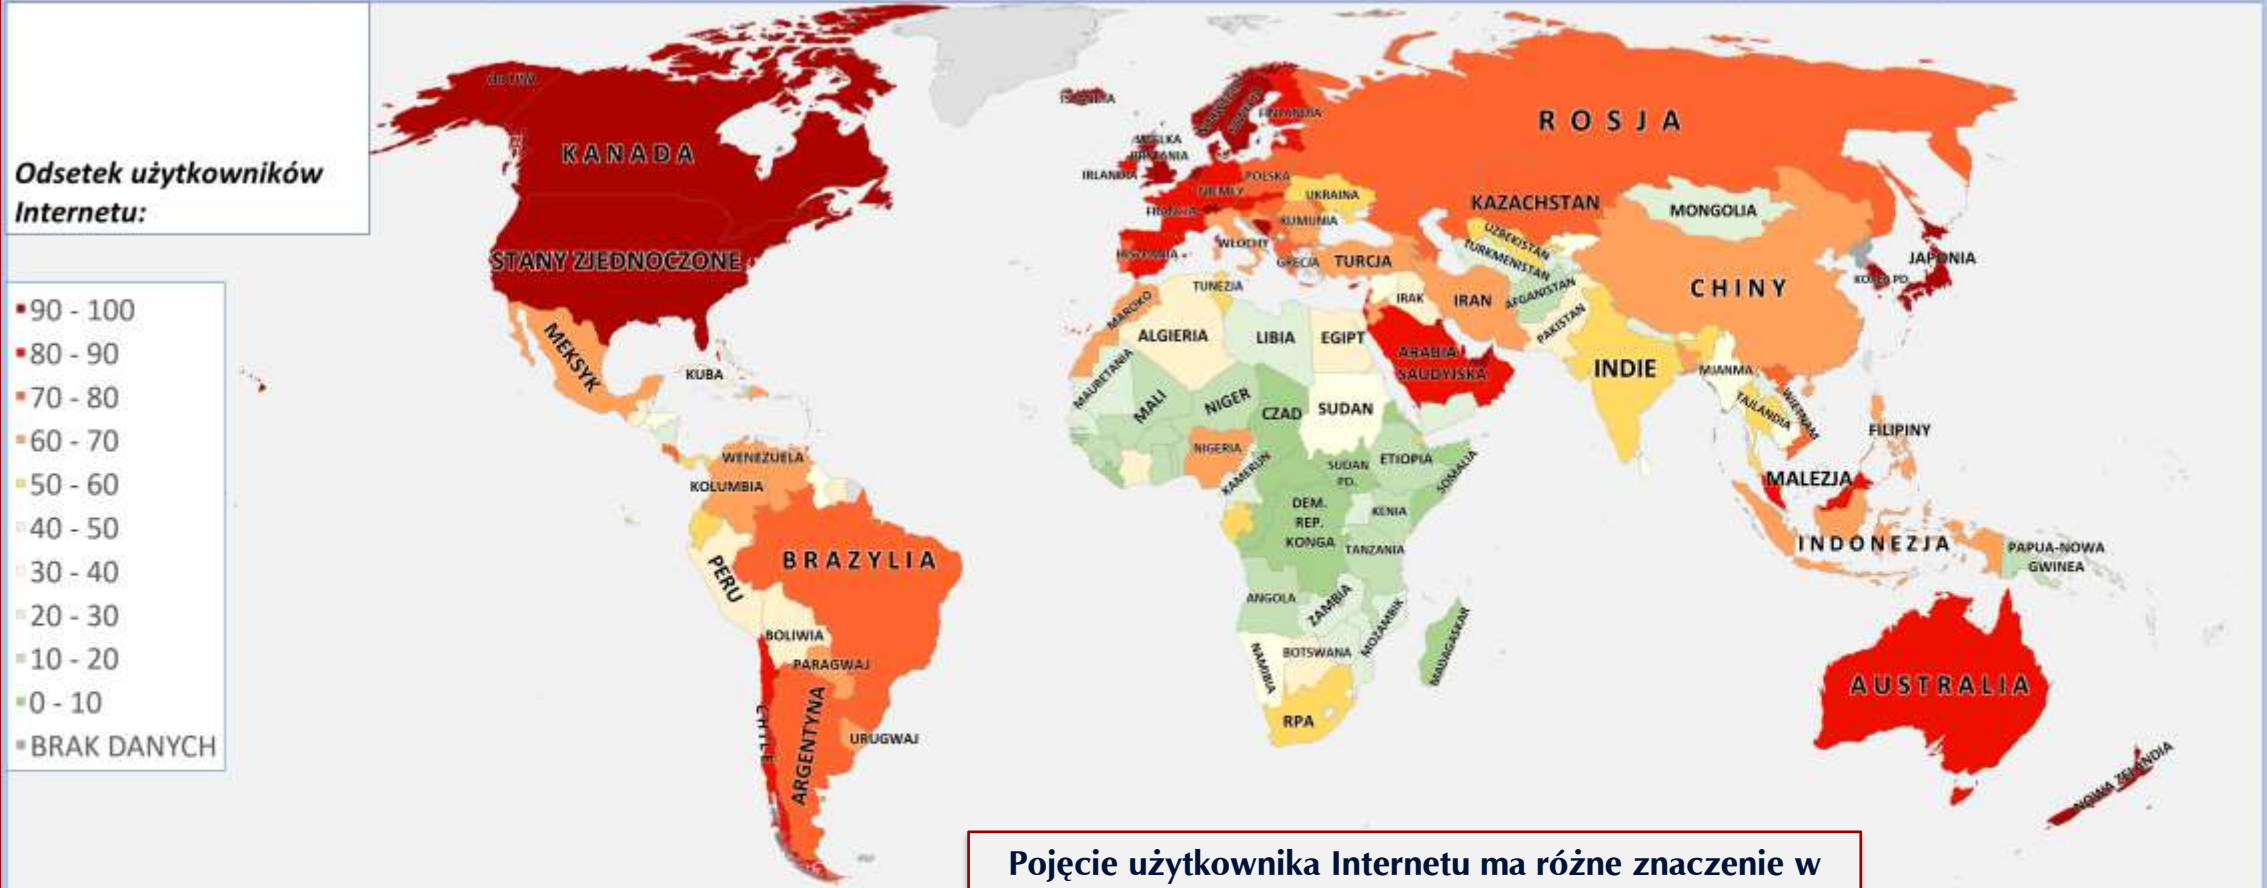 Odsetek użytkowników
Internetu:
90 - 100
80 - 90
70 - 80
60 - 70
50 - 60
40 - 50
30 - 40
20 - 30
10 - 20
0 - 10
BRAK DANYCH
KANADA
STANY ZJEDNOCZONE
MEKSYK
KUBA
WENEZUELA
KOLUMBIA
PERU
BRAZYLIA
BOLIWIA
PARAGWAJ
CHILE
ARGENTYNA
URUGWAJ
ISLANDIA
WIELKA
BRYTANIA
IRLANDIA
FINLANDIA
NIEMCY
POLSKA
UKRAINA
FRANCJA
RUMUNIA
WŁOCHY
HISZPANIA
GRECJA
TURCJA
ROSJA
KAZACHSTAN
MONGOLIA
UZBEKISTAN
TURKMENISTAN
AFGANISTAN
PAKISTAN
IRAK
IRAN
CHINY
JAPONIA
KOREA PD.
TUNEZJA
MAROKO
ALGIERIA
LIBIA
EGIPT
ARABIA
SAUDYJSKA
INDIE
MJANMA
TAJLANDIA
WIETNAM
FILIPINY
MALEZJA
INDONEZJA
PAPUA-NOWA
GWINEA
MAURETANIA
MALI
NIGER
CZAD
SUDAN
NIGERIA
KAMERUN
SUDAN
PD.
ETIOPIA
SOMALIA
DEM.
REP.
KONGA
KENIA
TANZANIA
ANGOLA
ZAMBIA
MOZAMBIK
MADAGASKAR
NAMIBIA
BOTSWANA
RPA
AUSTRALIA
NOWA ZELANDIA
Pojęcie użytkownika Internetu ma różne znaczenie w